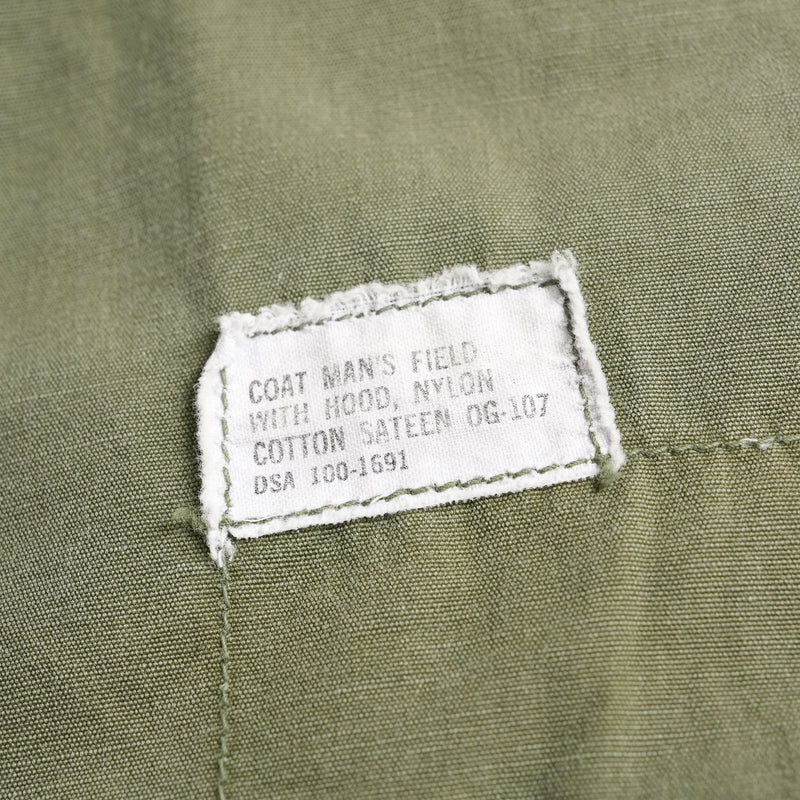 COAT MAN'S FIELD
WITH HOOD, NYLON
COTTON SATEEN OG-107
DSA 100-1691